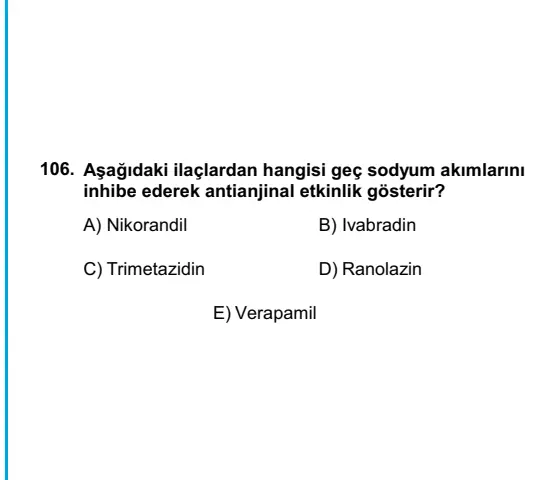 106. Aşağıdaki ilaçlardan hangisi geç sodyum akımlarını
inhibe ederek antianjinal etkinlik gösterir?
A) Nikorandil B) Ivabradin
C) Trimetazidin D) Ranolazin
E) Verapamil